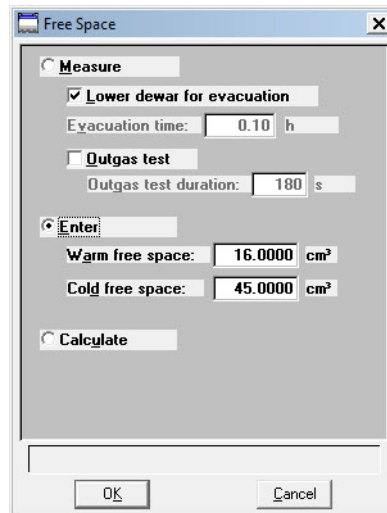 Free Space
Measure
Lower dewar for evacuation
Evacuation time: 0.10 h
Outgas test
Outgas test duration: 180 s
Enter
Warm free space: 16.0000 cm³
Cold free space: 45.0000 cm³
Calculate
OK Cancel